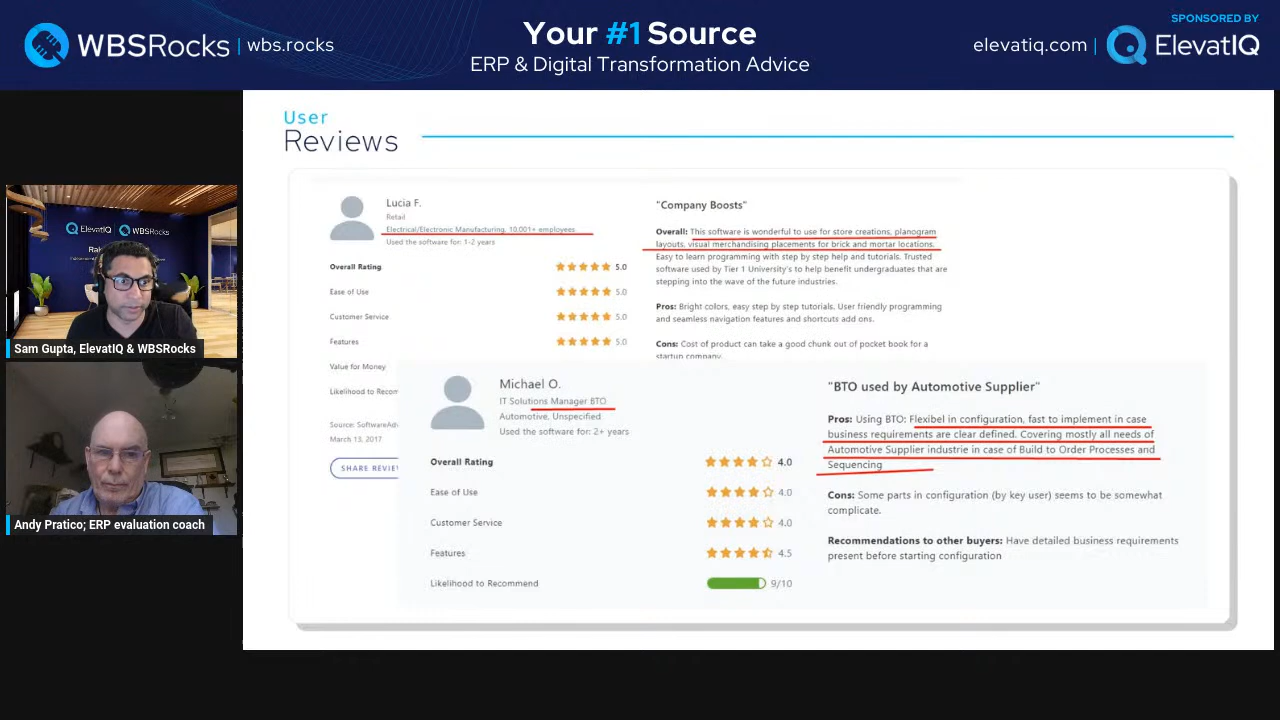 WBSRocks | wbs.rocks
Your #1 Source
ERP & Digital Transformation Advice
SPONSORED BY
elevatiq.com | ElevatIQ
User
Reviews
ElevatIQ WBSRocks
Sam Gupta, ElevatIQ & WBSRocks
Andy Pratico; ERP evaluation coach
Lucia F.
Retail
Electrical/Electronic Manufacturing, 10,001+ employees
Used the software for: 1-2 years
Overall Rating 5.0
Ease of Use 5.0
Customer Service 5.0
Features 5.0
Value for Money
Likelihood to Recom
Source: SoftwareAdv
March 13, 2017
SHARE REVIE
"Company Boosts"
Overall: This software is wonderful to use for store creations, planogram
layouts, visual merchandising placements for brick and mortar locations.
Easy to learn programming with step by step help and tutorials. Trusted
software used by Tier 1 University's to help benefit undergraduates that are
stepping into the wave of the future industries.
Pros: Bright colors, easy step by step tutorials. User friendly programming
and seamless navigation features and shortcuts add ons.
Cons: Cost of product can take a good chunk out of pocket book for a
startup company.
Michael O.
IT Solutions Manager BTO
Automotive, Unspecified
Used the software for: 2+ years
Overall Rating 4.0
Ease of Use 4.0
Customer Service 4.0
Features 4.5
Likelihood to Recommend 9/10
"BTO used by Automotive Supplier"
Pros: Using BTO: Flexibel in configuration, fast to implement in case
business requirements are clear defined. Covering mostly all needs of
Automotive Supplier industrie in case of Build to Order Processes and
Sequencing
Cons: Some parts in configuration (by key user) seems to be somewhat
complicate.
Recommendations to other buyers: Have detailed business requirements
present before starting configuration